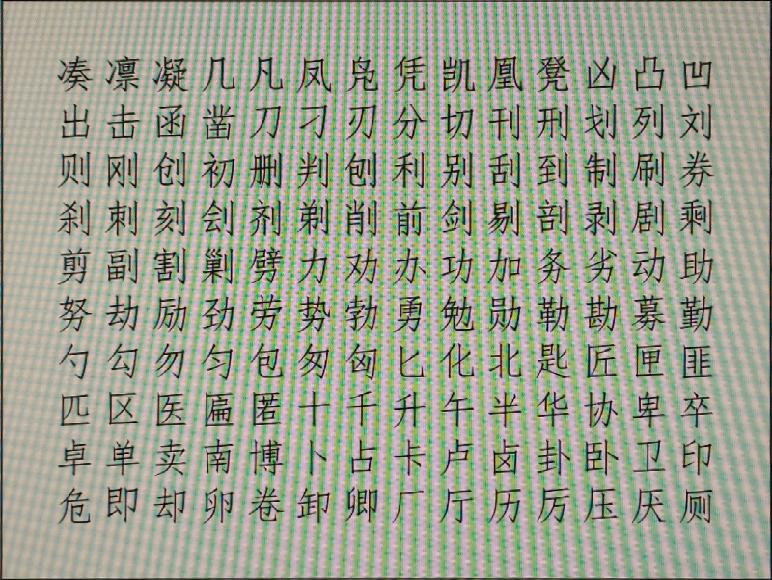 凑凛凝几凡凤凫凭凯凰凳凶凸凹
出击函凿刀刁刃分切刊刑划列刘
则刚创初删判刨利别刮到制刷券
刹刺刻刽剂剃削前剑剔剖剥剧剩
剪副割剿劈力劝办功加务劣动助
努劫励劲劳势勃勇勉勋勒勘募勤
勺勾勿匀包匆匈匕化北匙匠匣匪
匹区医匾匿十千升午半华协卑卒
卓单卖南博卜占卡卢卤卦卧卫印
危即却卵卷卸卿厂厅历厉压厌厕